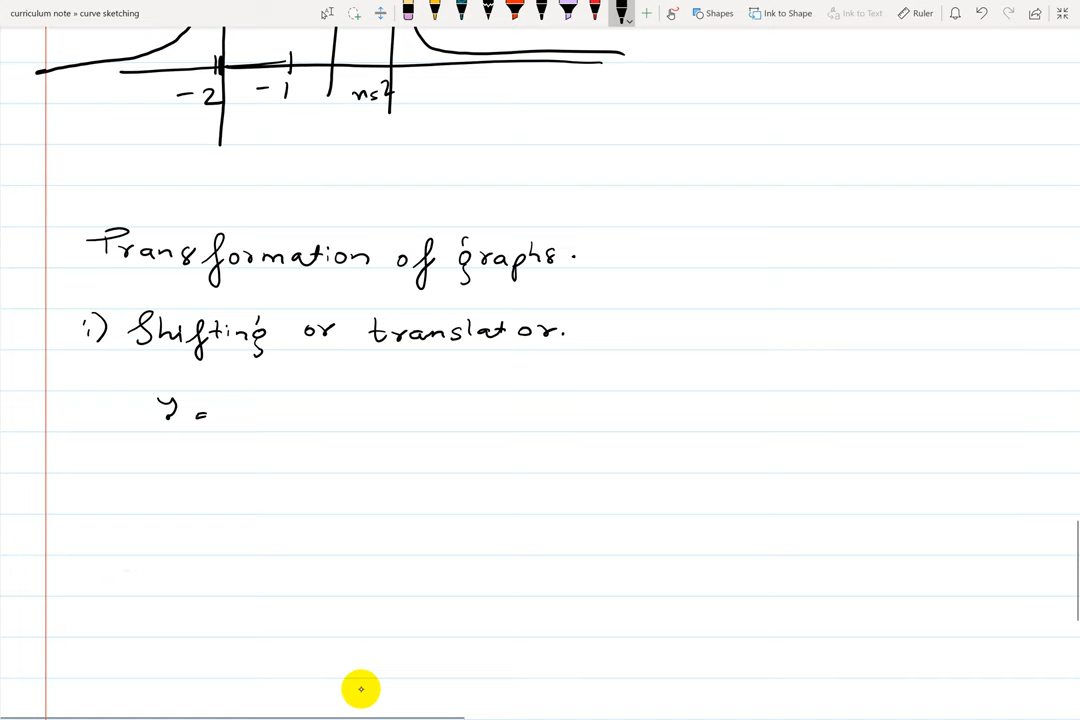 curriculum note » curve sketching
Shapes Ink to Shape Ink to Text Ruler
-2 -1 ns2
Transformation of graphs.
i) Shifting or translator.
y =